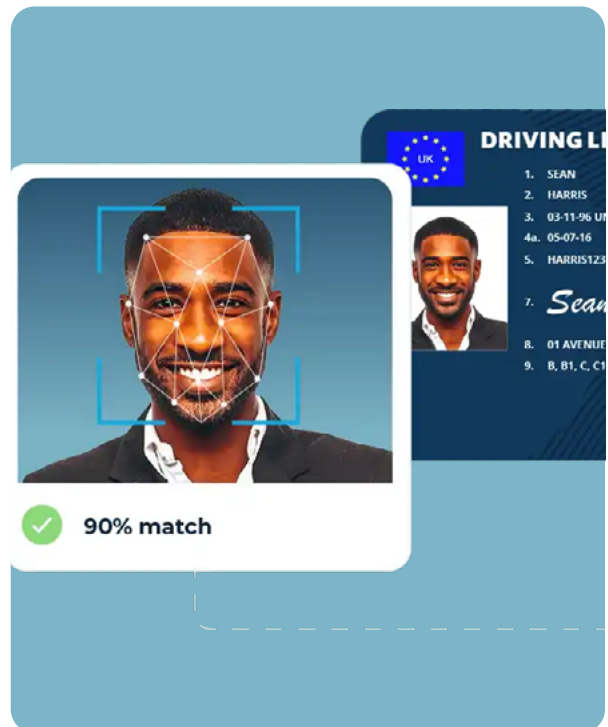 DRIVING LI
UK
1. SEAN
2. HARRIS
3. 03-11-96 UN
4a. 05-07-16
5. HARRIS123
7. Sean
8. 01 AVENUE
9. B, B1, C, C1
90% match